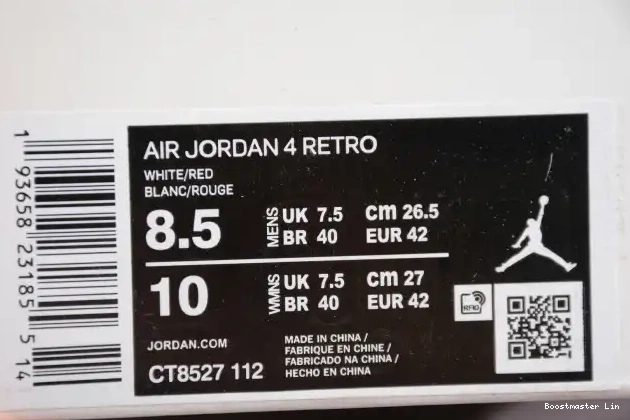 AIR JORDAN 4 RETRO
WHITE/RED
BLANC/ROUGE
8.5 MENS UK 7.5 cm 26.5
BR 40 EUR 42
10 WMNS UK 7.5 cm 27
BR 40 EUR 42
JORDAN.COM
CT8527 112
MADE IN CHINA /
FABRIQUE EN CHINE /
FABRICADO NA CHINA /
HECHO EN CHINA
RFID
1 93658 23185 5 14
Boostmaster Lin